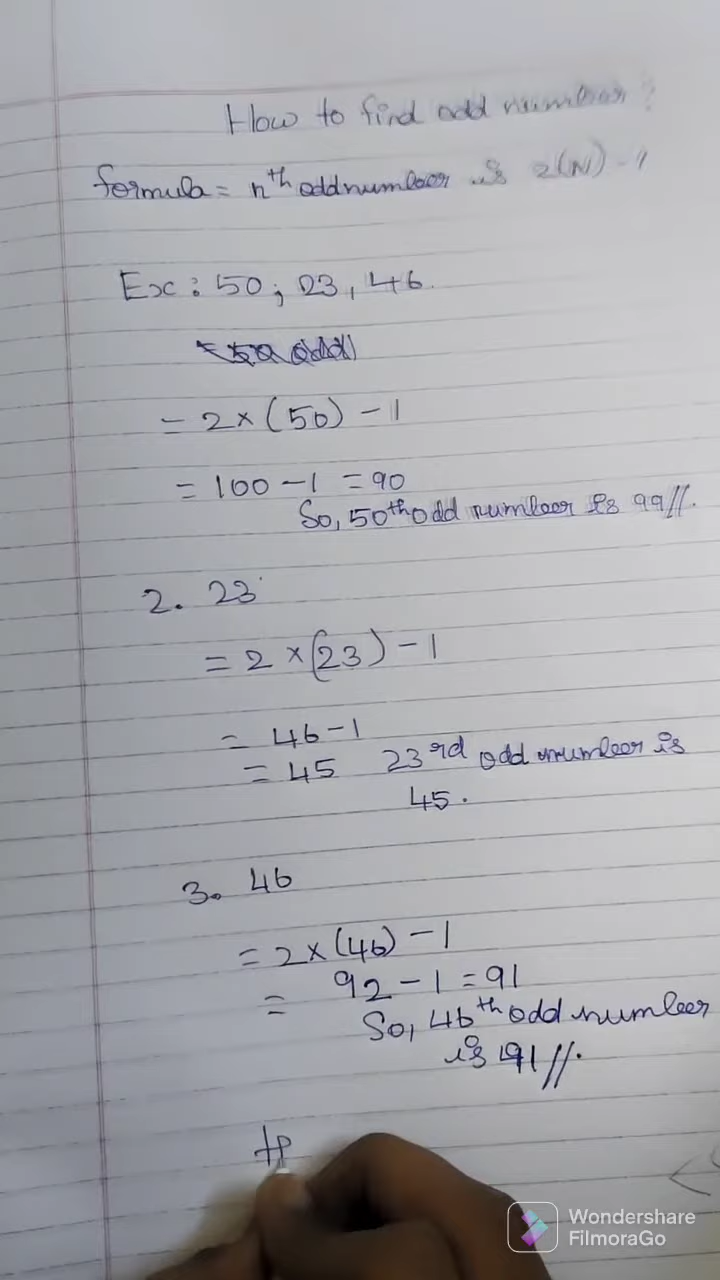 How to find odd number?
formula = nth odd number is 2(N) - 1
Ex: 50; 23, 46.
= 2 × (50) - 1
= 100 - 1 = 90
So, 50th odd number is 99//.
2. 23
= 2 × (23) - 1
= 46 - 1
= 45 23rd odd number is
45.
3. 46
= 2 × (46) - 1
= 92 - 1 = 91
So, 46th odd number
is 91//.
Wondershare
FilmoraGo